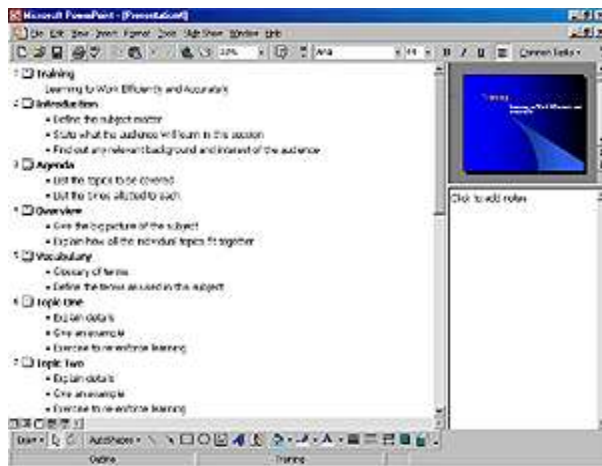 Microsoft PowerPoint - [Presentation4]
File Edit View Insert Format Tools Slide Show Window Help
Arial
B I U
Common Tasks
1 Training
Learning to Work Efficiently and Accurately
2 Introduction
• Define the subject matter
• State what the audience will learn in this session
• Find out any relevant background and interest of the audience
3 Agenda
• List the topics to be covered
• List the times allotted to each
4 Overview
• Give the big picture of the subject
• Explain how all the individual topics fit together
5 Vocabulary
• Glossary of terms
• Define the terms as used in this subject
6 Topic One
• Explain details
• Give an example
• Exercise to re-enforce learning
7 Topic Two
• Explain details
• Give an example
• Exercise to re-enforce learning
Training
Click to add notes
Draw AutoShapes
Outline Training